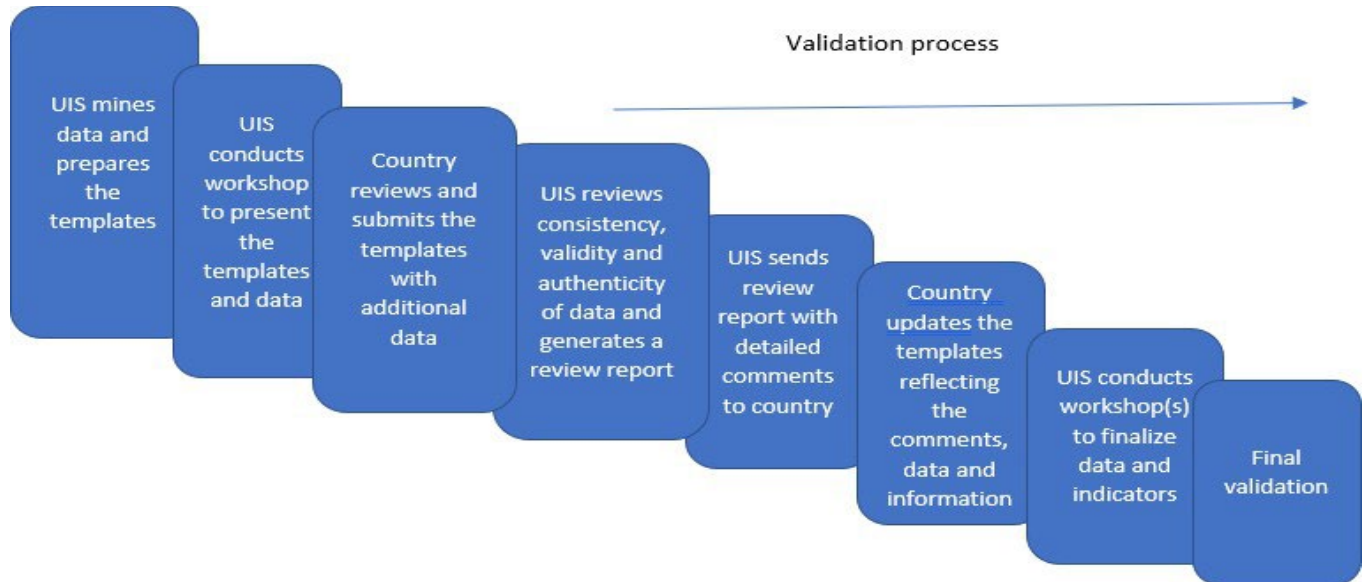 Validation process
UIS mines
data and
prepares
the
templates
UIS
conducts
workshop
to present
the
templates
and data
Country
reviews and
submits the
templates
with
additional
data
UIS reviews
consistency,
validity and
authenticity
of data and
generates a
review report
UIS sends
review
report with
detailed
comments
to country
Country
updates the
templates
reflecting
the
comments,
data and
information
UIS conducts
workshop(s)
to finalize
data and
indicators
Final
validation